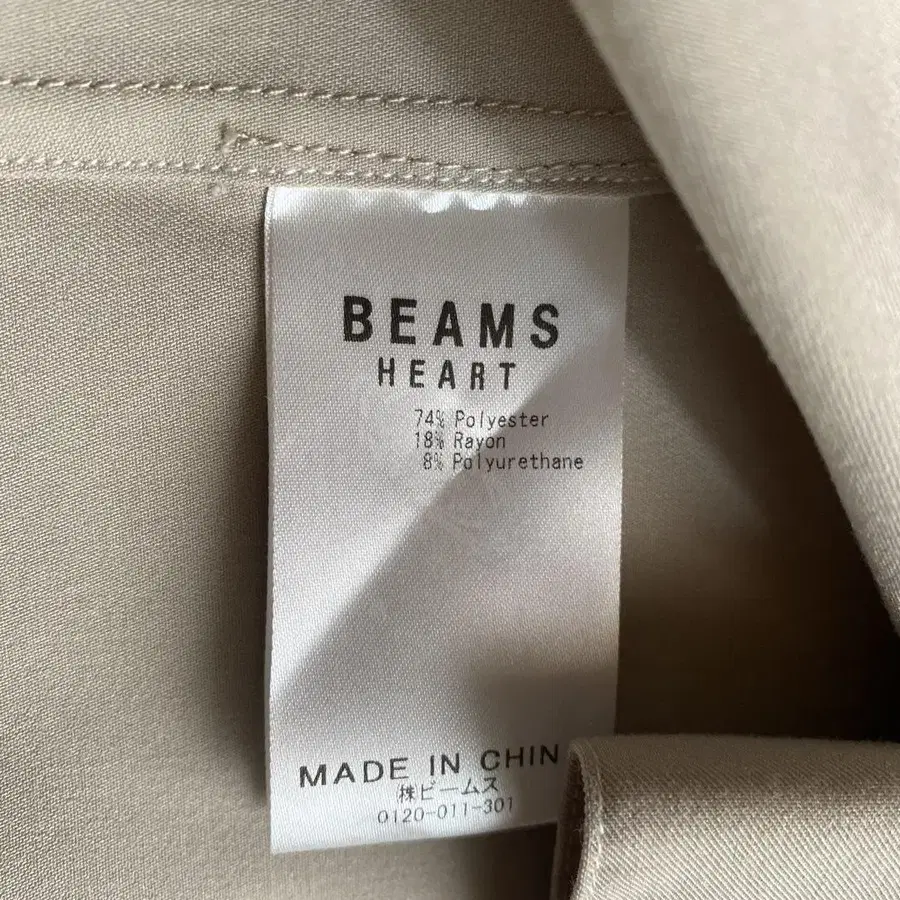 BEAMS
HEART
74% Polyester
18% Rayon
8% Polyurethane
MADE IN CHIN
㈱ビームス
0120-011-301